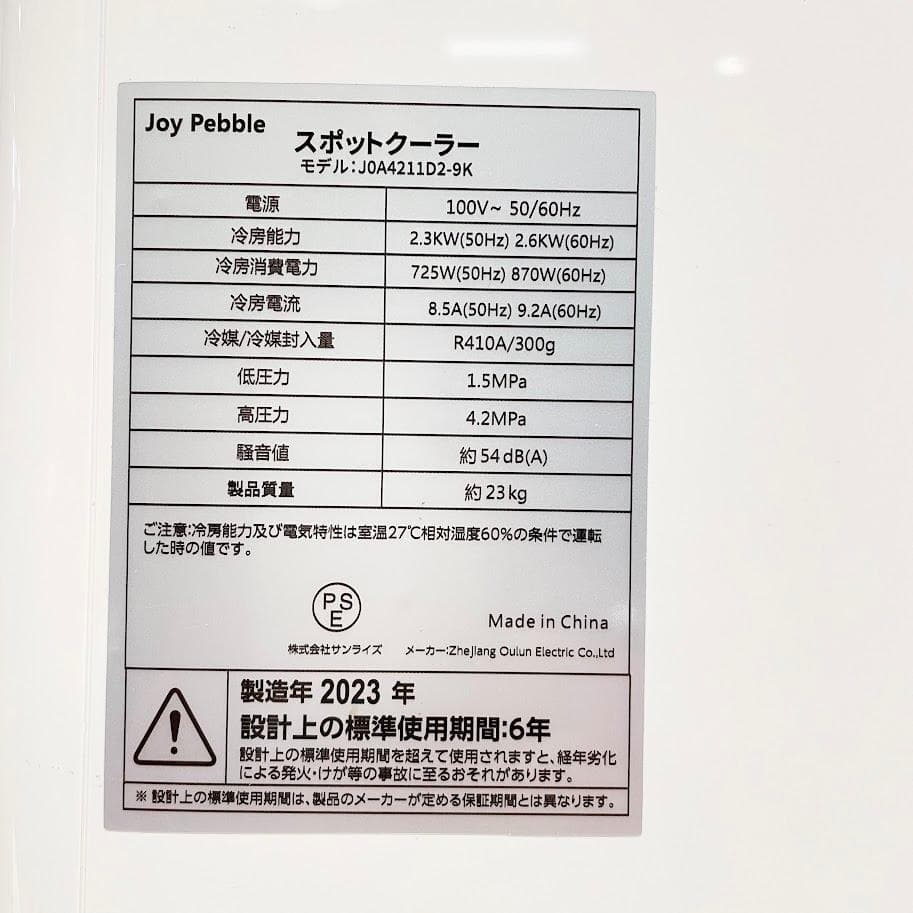 Joy Pebble
スポットクーラー
モデル:J0A4211D2-9K
電源 100V~ 50/60Hz
冷房能力 2.3KW(50Hz) 2.6KW(60Hz)
冷房消費電力 725W(50Hz) 870W(60Hz)
冷房電流 8.5A(50Hz) 9.2A(60Hz)
冷媒/冷媒封入量 R410A/300g
低圧力 1.5MPa
高圧力 4.2MPa
騒音値 約54dB(A)
製品質量 約23kg
ご注意:冷房能力及び電気特性は室温27℃相対湿度60%の条件で運転
した時の値です。
PSE
Made in China
株式会社サンライズ メーカー:Zhejiang Oulun Electric Co.,Ltd
製造年 2023 年
設計上の標準使用期間:6年
設計上の標準使用期間を超えて使用されますと、経年劣化
による発火・けが等の事故に至るおそれがあります。
※ 設計上の標準使用期間は、製品のメーカーが定める保証期間とは異なります。